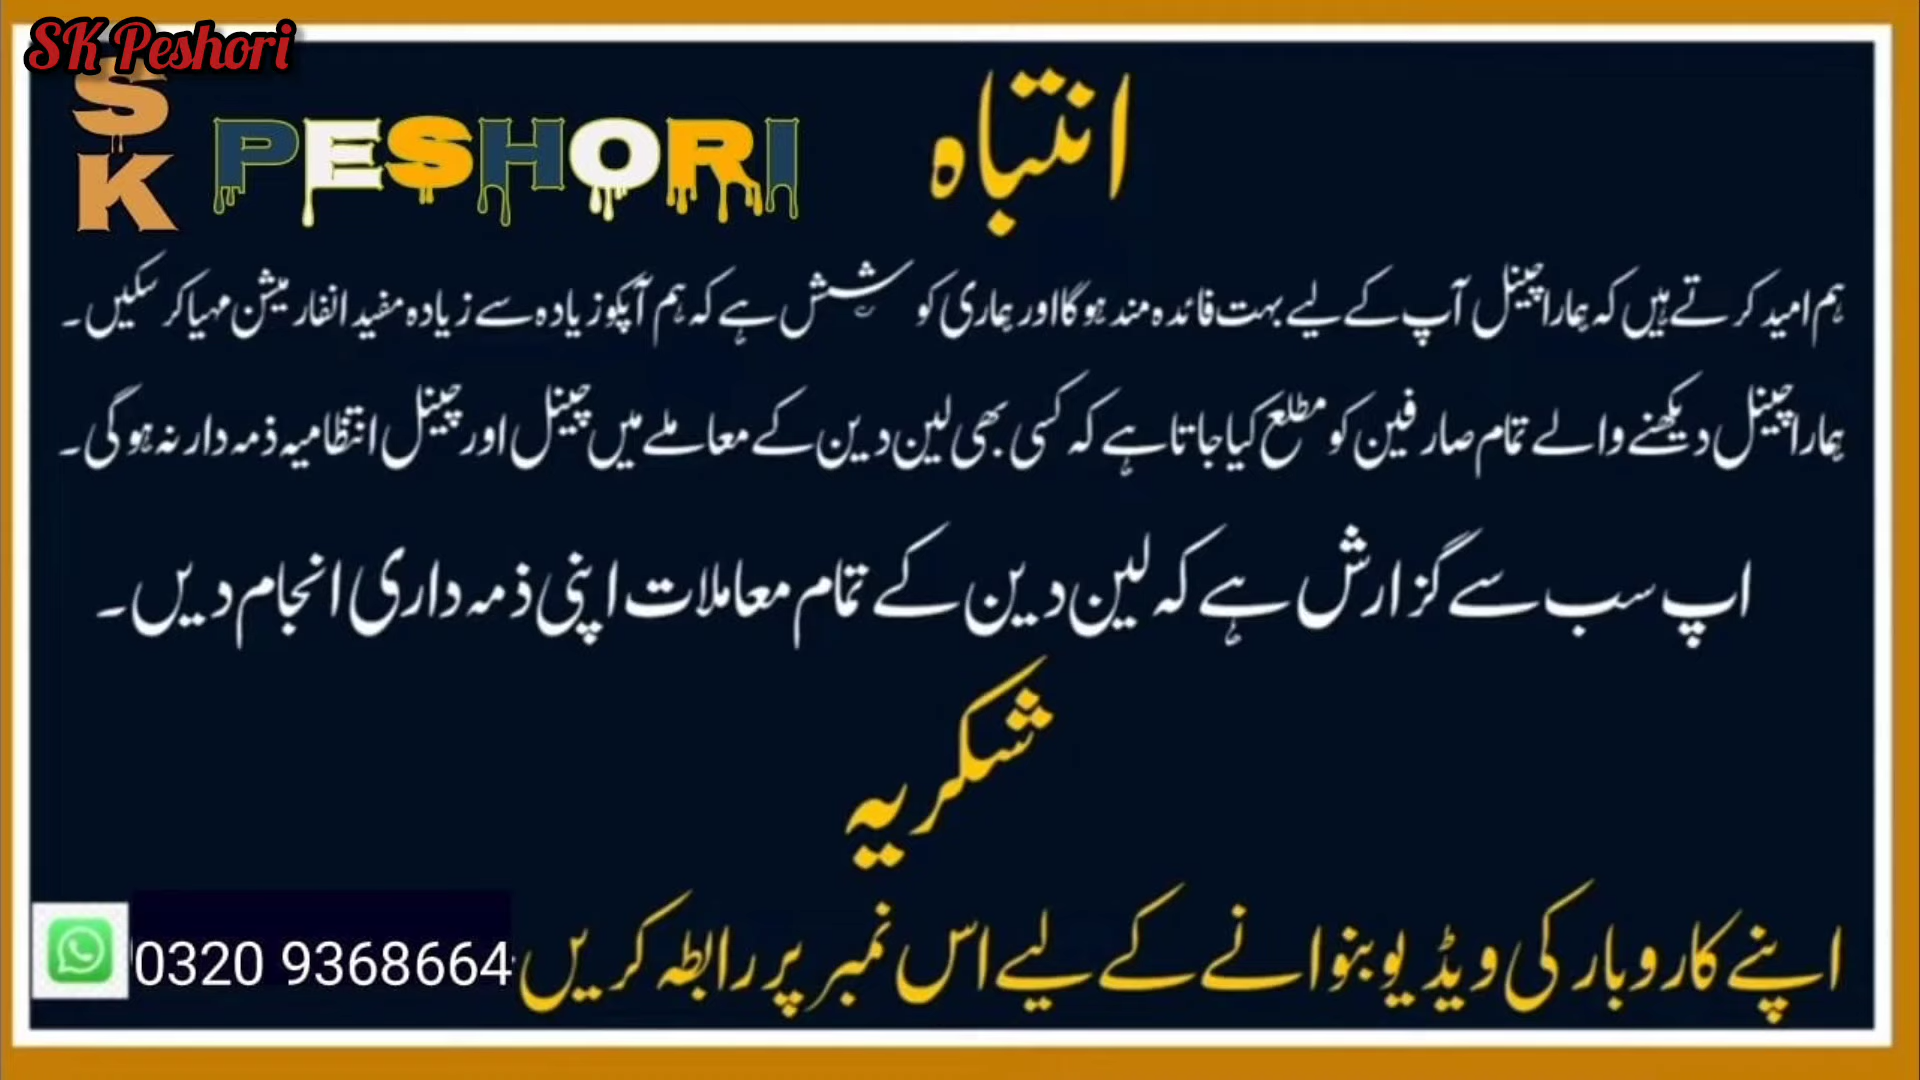 SK Peshori
SK PESHORI
انتباہ
ہم امید کرتے ہیں کہ ہمارا چینل آپ کے لیے بہت فائدہ مند ہوگا اور ہماری کوشش ہے کہ ہم آپکو زیادہ سے زیادہ مفید انفارمیشن مہیا کر سکیں۔
ہمارا چینل دیکھنے والے تمام صارفین کو مطلع کیا جاتا ہے کہ کسی بھی لین دین کے معاملے میں چینل اور چینل انتظامیہ ذمہ دار نہ ہوگی۔
اپ سب سے گزارش ہے کہ لین دین کے تمام معاملات اپنی ذمہ داری انجام دیں۔
شکریہ
اپنے کاروبار کی ویڈیو بنوانے کے لیے اس نمبر پر رابطہ کریں 0320 9368664